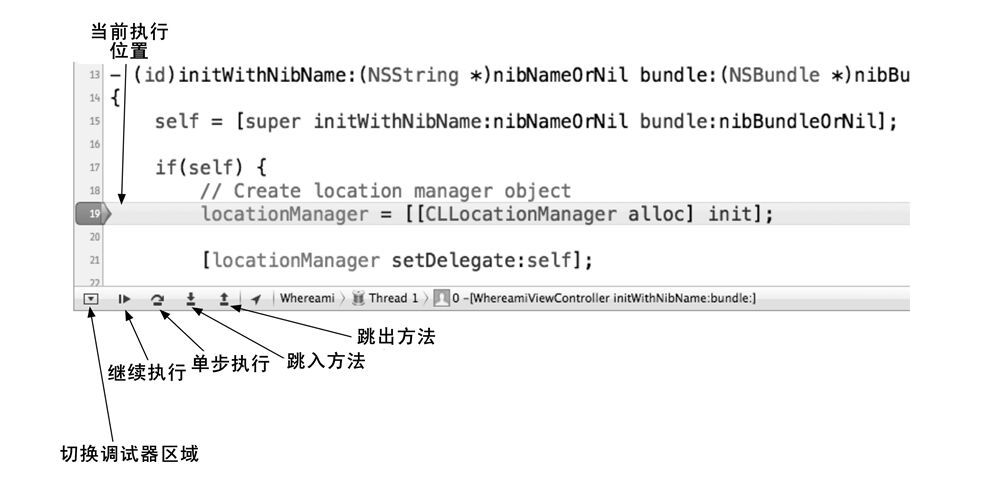 当前执行
位置
13 - (id)initWithNibName:(NSString *)nibNameOrNil bundle:(NSBundle *)nibBu
14 {
15 self = [super initWithNibName:nibNameOrNil bundle:nibBundleOrNil];
16
17 if(self) {
18 // Create location manager object
19 locationManager = [[CLLocationManager alloc] init];
20
21 [locationManager setDelegate:self];
22
Whereami 〉 Thread 1 〉 0 -[WhereamiViewController initWithNibName:bundle:]
跳出方法
跳入方法
单步执行
继续执行
切换调试器区域